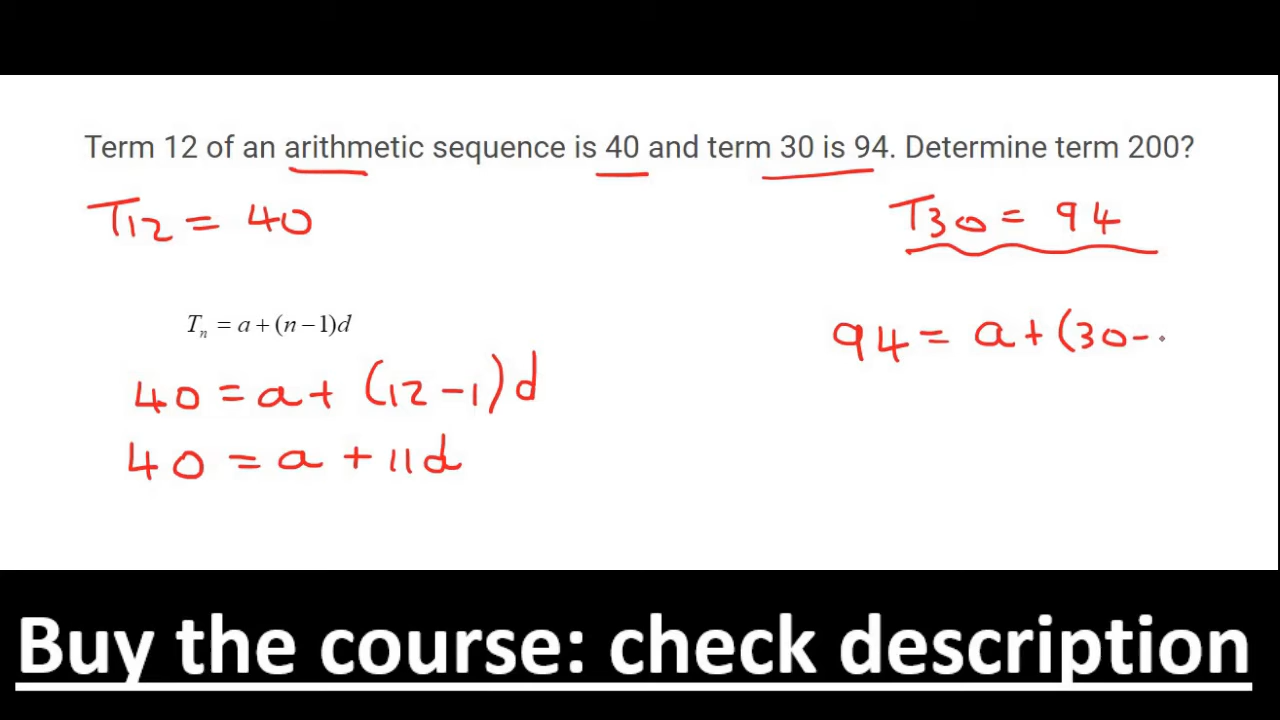 Term 12 of an arithmetic sequence is 40 and term 30 is 94. Determine term 200?
T12 = 40
T30 = 94
Tn = a + (n − 1)d
94 = a + (30 -
40 = a + (12 - 1)d
40 = a + 11d
Buy the course: check description